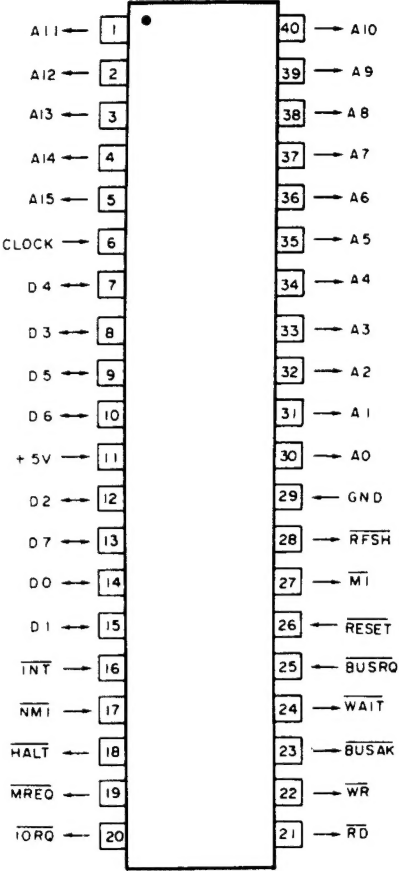 A11 1 40 A10
A12 2 39 A9
A13 3 38 A8
A14 4 37 A7
A15 5 36 A6
CLOCK 6 35 A5
D4 7 34 A4
D3 8 33 A3
D5 9 32 A2
D6 10 31 A1
+5V 11 30 A0
D2 12 29 GND
D7 13 28 RFSH
D0 14 27 M1
D1 15 26 RESET
INT 16 25 BUSRQ
NMI 17 24 WAIT
HALT 18 23 BUSAK
MREQ 19 22 WR
IORQ 20 21 RD